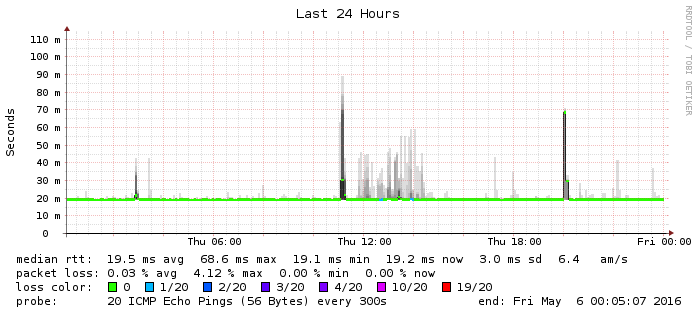 Last 24 Hours
RRDTOOL / TOBI OETIKER
Seconds
110 m
100 m
90 m
80 m
70 m
60 m
50 m
40 m
30 m
20 m
10 m
0
Thu 06:00 Thu 12:00 Thu 18:00 Fri 00:00
median rtt: 19.5 ms avg 68.6 ms max 19.1 ms min 19.2 ms now 3.0 ms sd 6.4 am/s
packet loss: 0.03 % avg 4.12 % max 0.00 % min 0.00 % now
loss color: 0 1/20 2/20 3/20 4/20 10/20 19/20
probe: 20 ICMP Echo Pings (56 Bytes) every 300s end: Fri May 6 00:05:07 2016